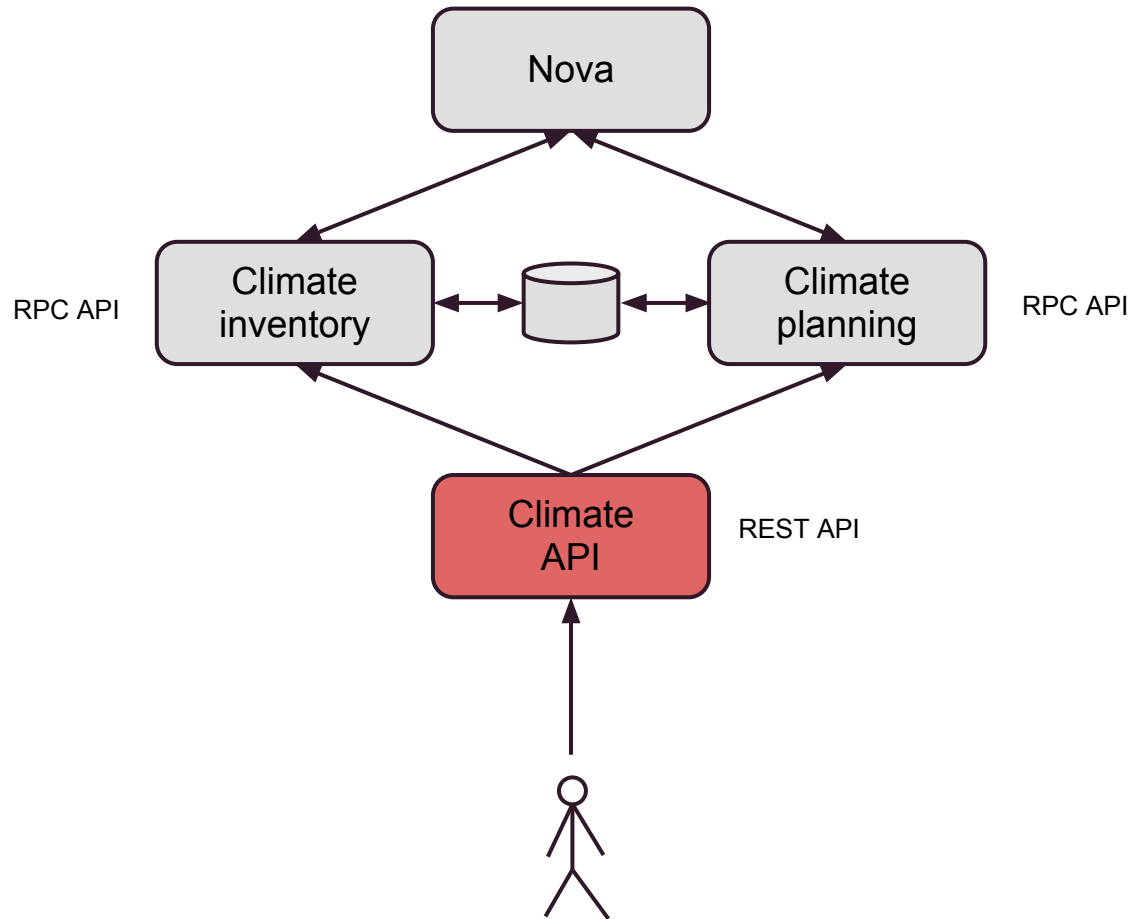 Nova
Climate
inventory
Climate
planning
RPC API
RPC API
Climate
API
REST API